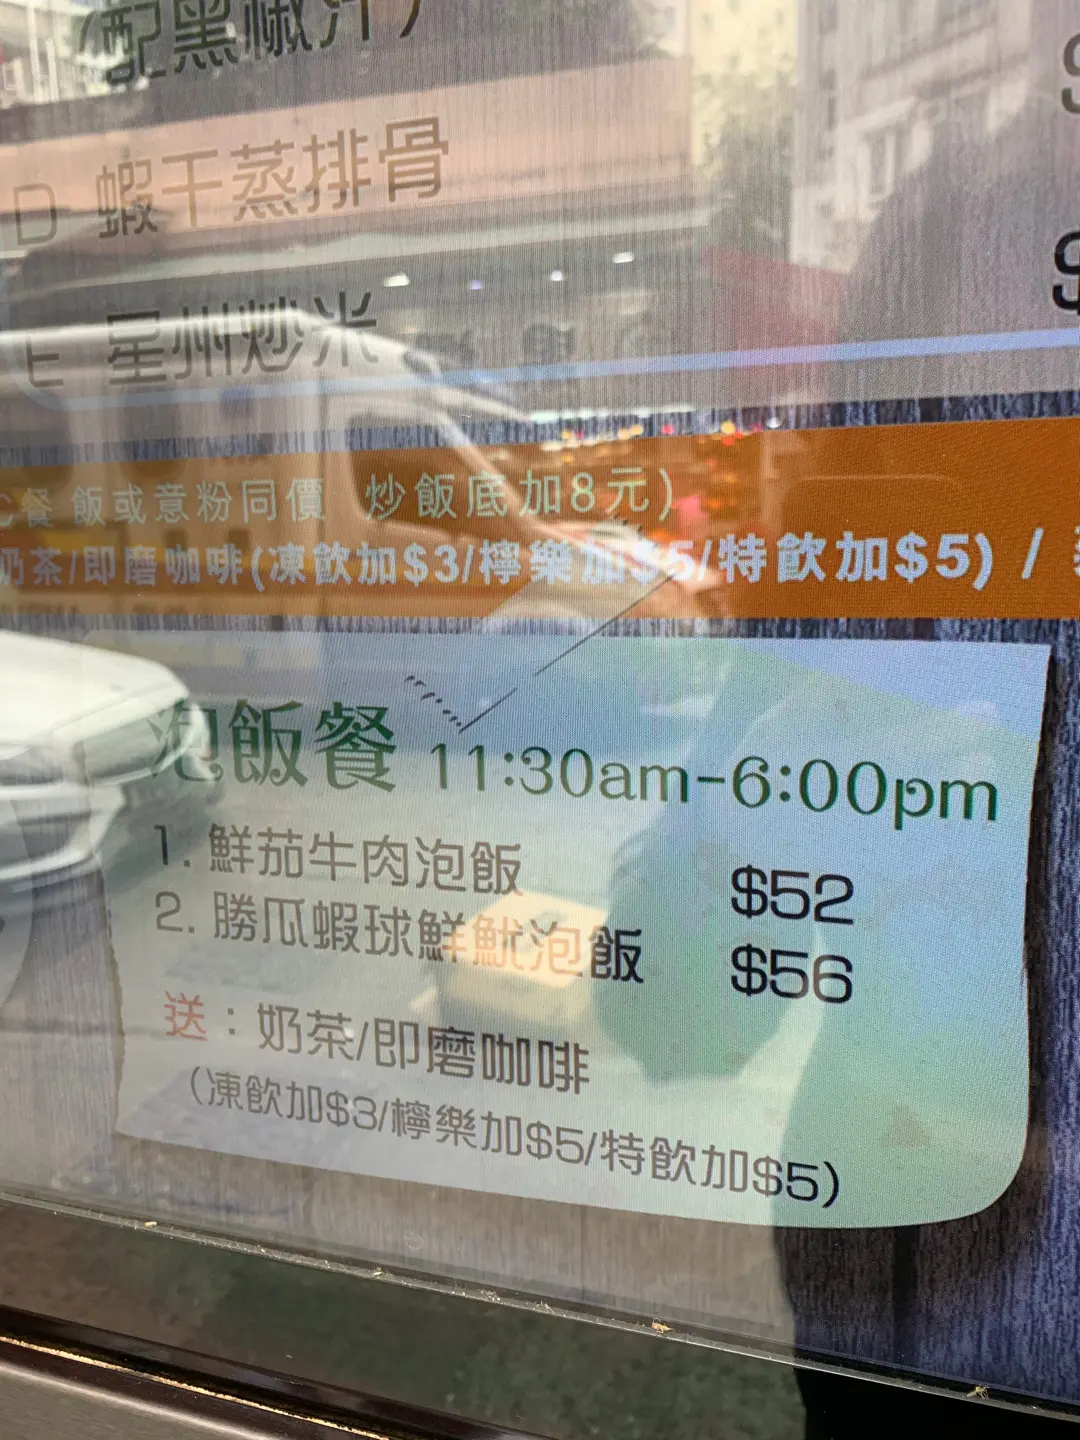 (配黑椒汁)
D 蝦干蒸排骨
$
E 星州炒米
C餐 飯或意粉同價 炒飯底加8元)
奶茶/即磨咖啡(凍飲加$3/檸樂加$5/特飲加$5) /
泡飯餐 11:30am-6:00pm
1. 鮮茄牛肉泡飯 $52
2. 勝瓜蝦球鮮魷泡飯 $56
送：奶茶/即磨咖啡
(凍飲加$3/檸樂加$5/特飲加$5)